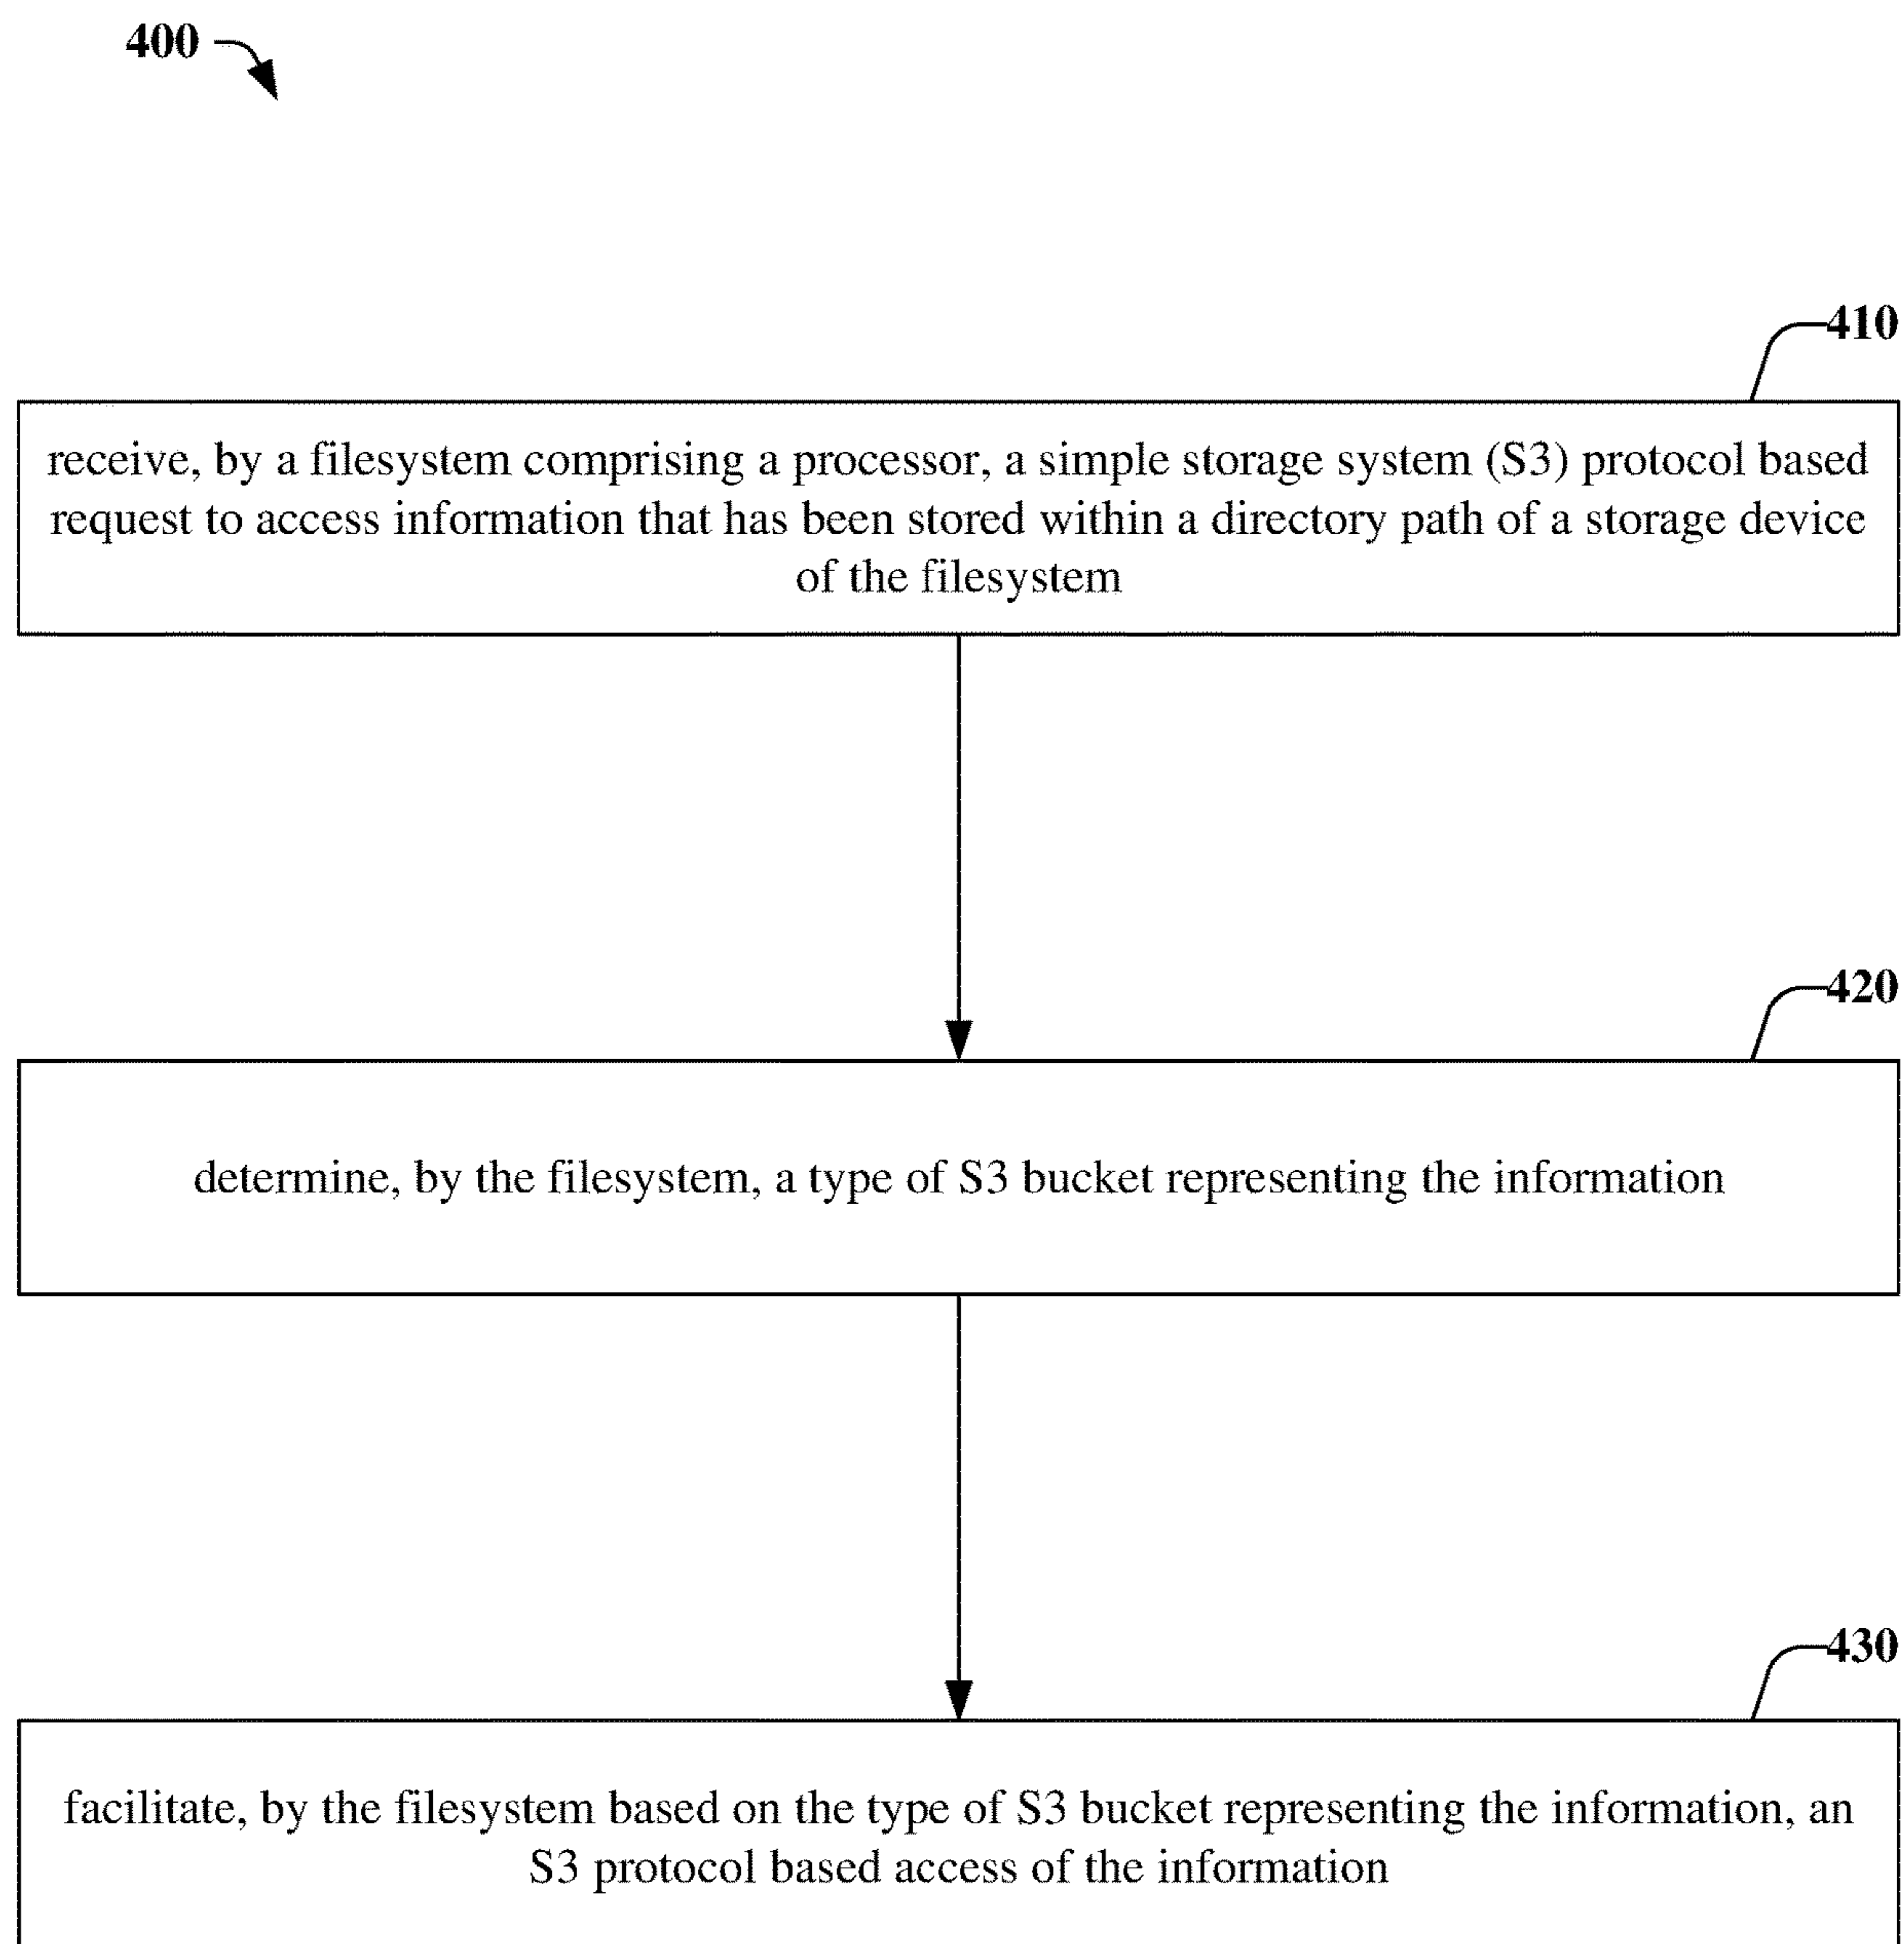 400
410
receive, by a filesystem comprising a processor, a simple storage system (S3) protocol based
request to access information that has been stored within a directory path of a storage device
of the filesystem
420
determine, by the filesystem, a type of S3 bucket representing the information
430
facilitate, by the filesystem based on the type of S3 bucket representing the information, an
S3 protocol based access of the information